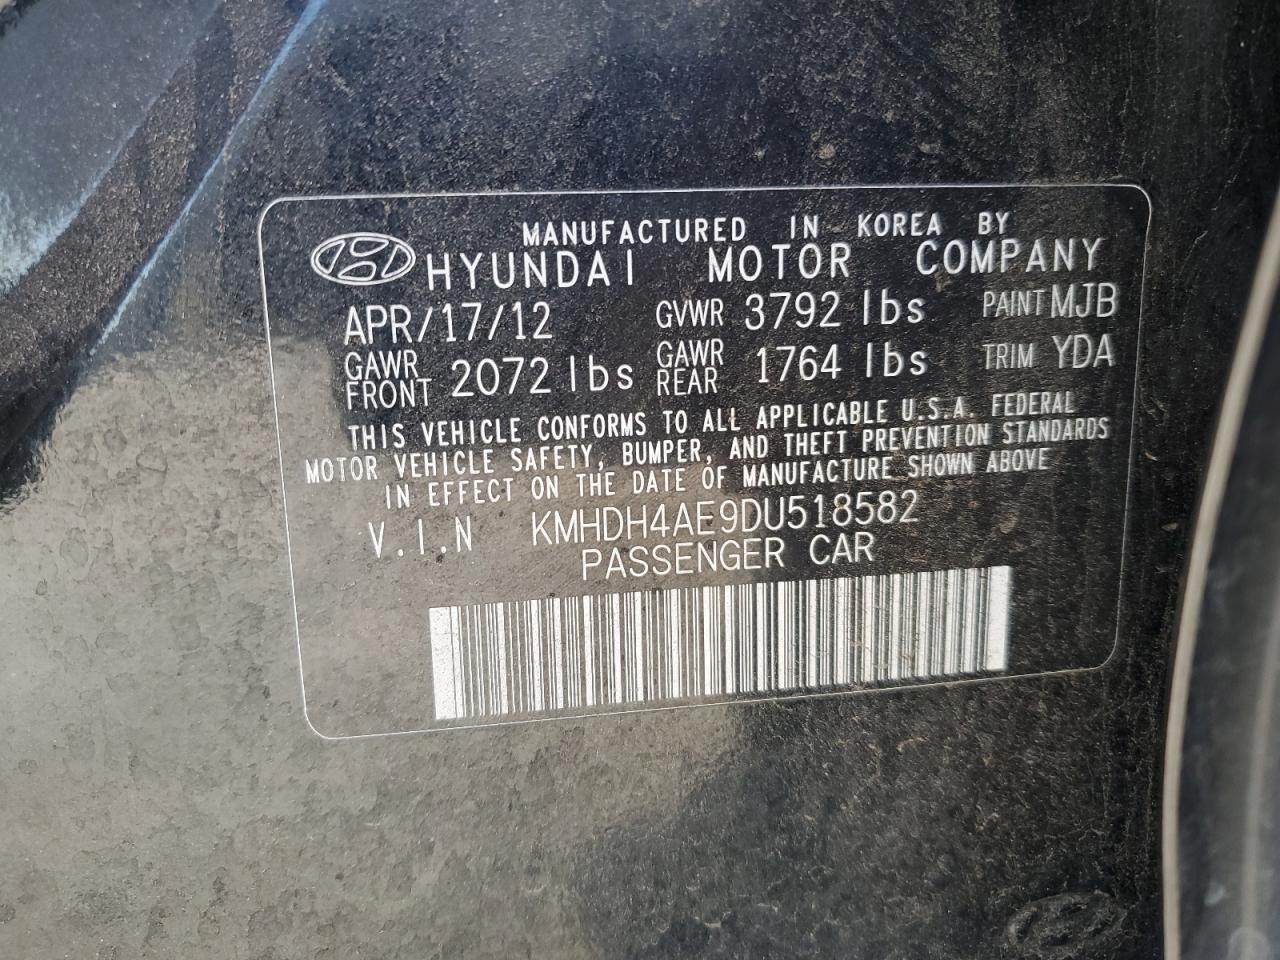 MANUFACTURED IN KOREA BY
HYUNDAI MOTOR COMPANY
APR/17/12 GVWR 3792 lbs PAINT MJB
GAWR FRONT 2072 lbs GAWR REAR 1764 lbs TRIM YDA
THIS VEHICLE CONFORMS TO ALL APPLICABLE U.S.A. FEDERAL
MOTOR VEHICLE SAFETY, BUMPER, AND THEFT PREVENTION STANDARDS
IN EFFECT ON THE DATE OF MANUFACTURE SHOWN ABOVE
V.I.N KMHDH4AE9DU518582
PASSENGER CAR